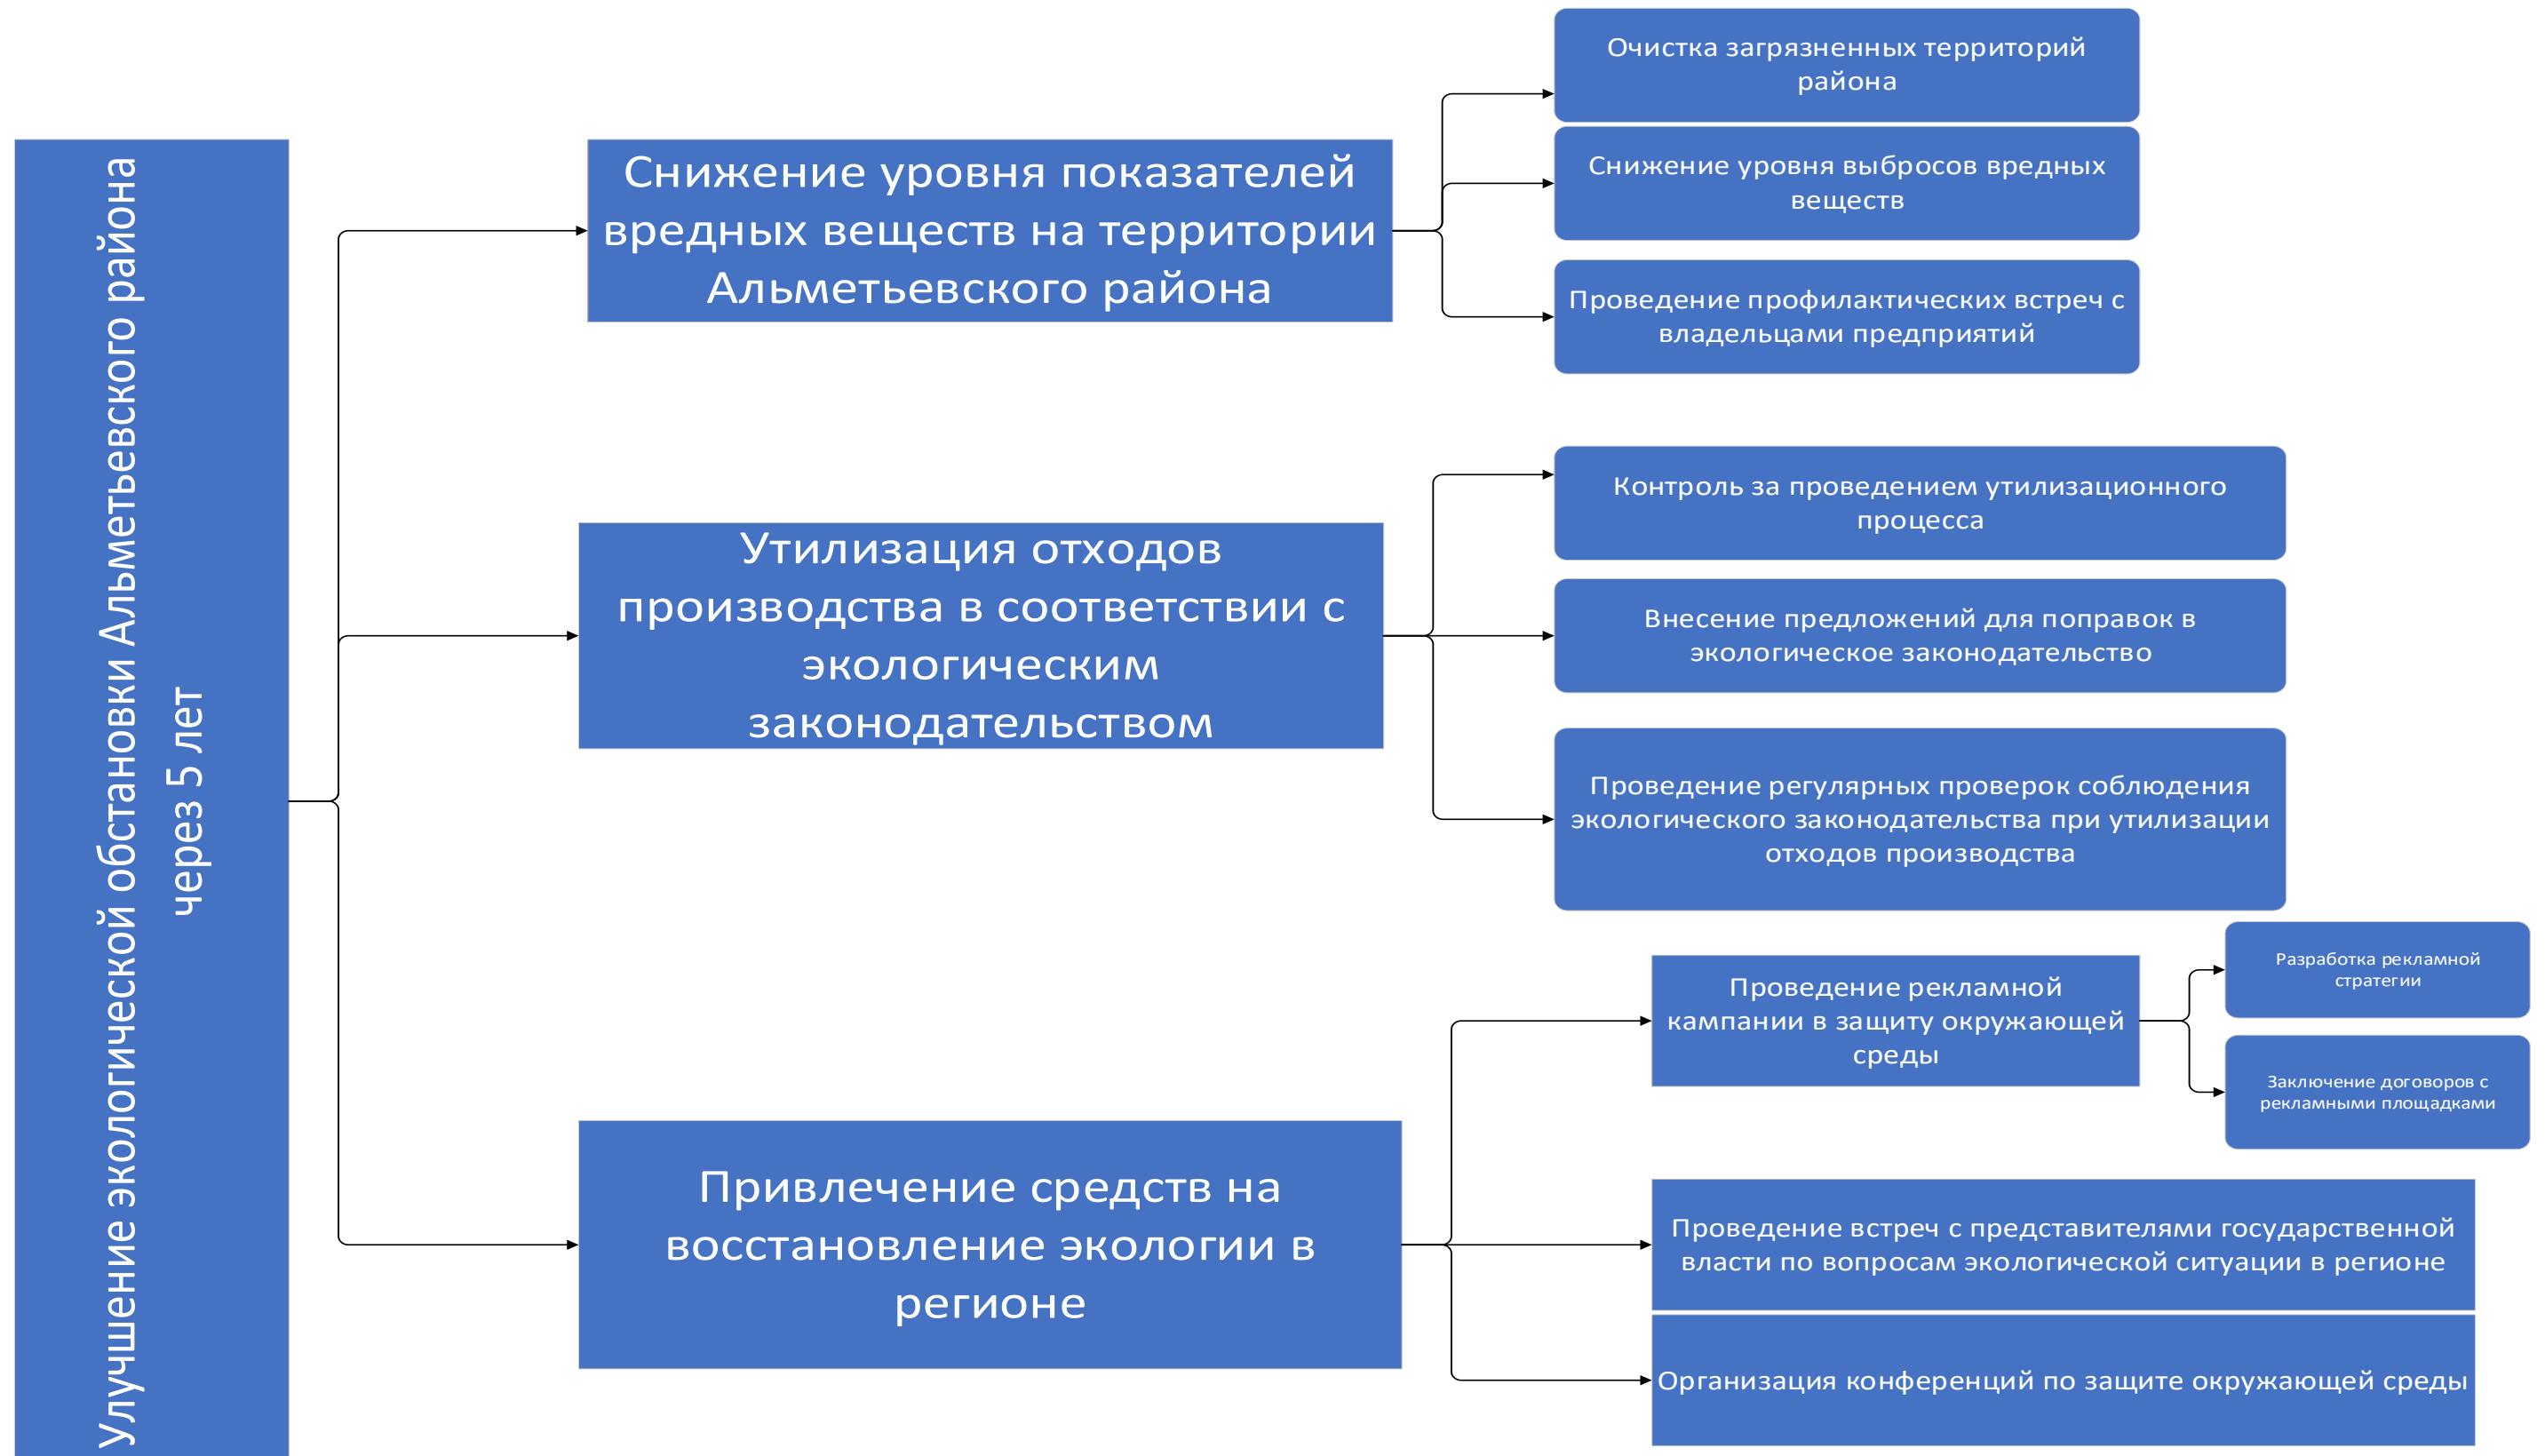 Улучшение экологической обстановки Альметьевского района
через 5 лет
Снижение уровня показателей
вредных веществ на территории
Альметьевского района
Очистка загрязненных территорий
района
Снижение уровня выбросов вредных
веществ
Проведение профилактических встреч с
владельцами предприятий
Утилизация отходов
производства в соответствии с
экологическим
законодательством
Контроль за проведением утилизационного
процесса
Внесение предложений для поправок в
экологическое законодательство
Проведение регулярных проверок соблюдения
экологического законодательства при утилизации
отходов производства
Привлечение средств на
восстановление экологии в
регионе
Проведение рекламной
кампании в защиту окружающей
среды
Разработка рекламной
стратегии
Заключение договоров с
рекламными площадками
Проведение встреч с представителями государственной
власти по вопросам экологической ситуации в регионе
Организация конференций по защите окружающей среды